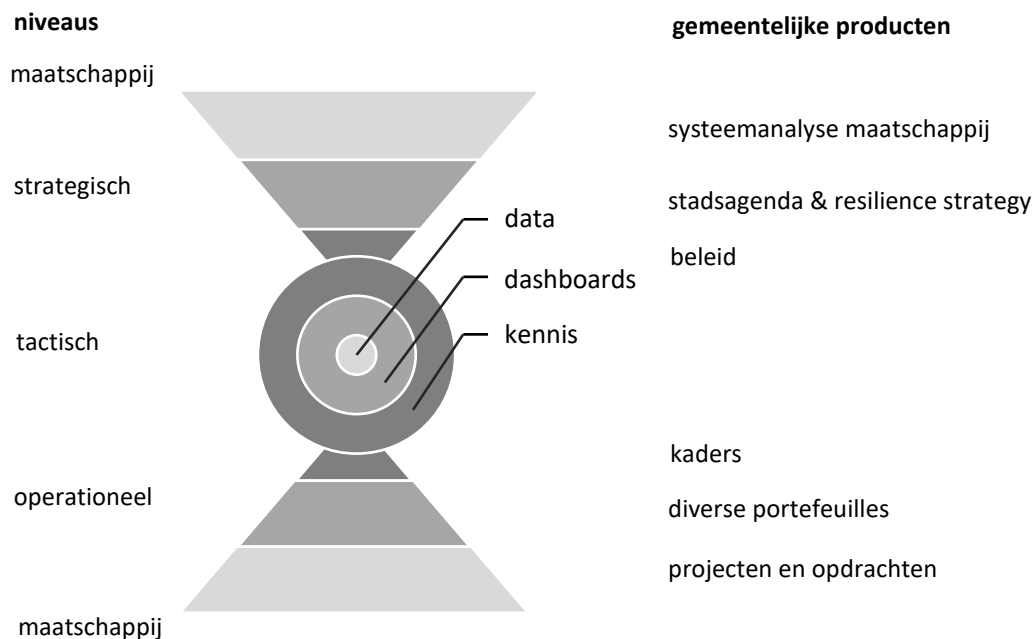 niveaus
gemeentelijke producten
maatschappij
systeemanalyse maatschappij
strategisch
stadsagenda & resilience strategy
data
beleid
dashboards
kennis
tactisch
kaders
operationeel
diverse portefeuilles
projecten en opdrachten
maatschappij